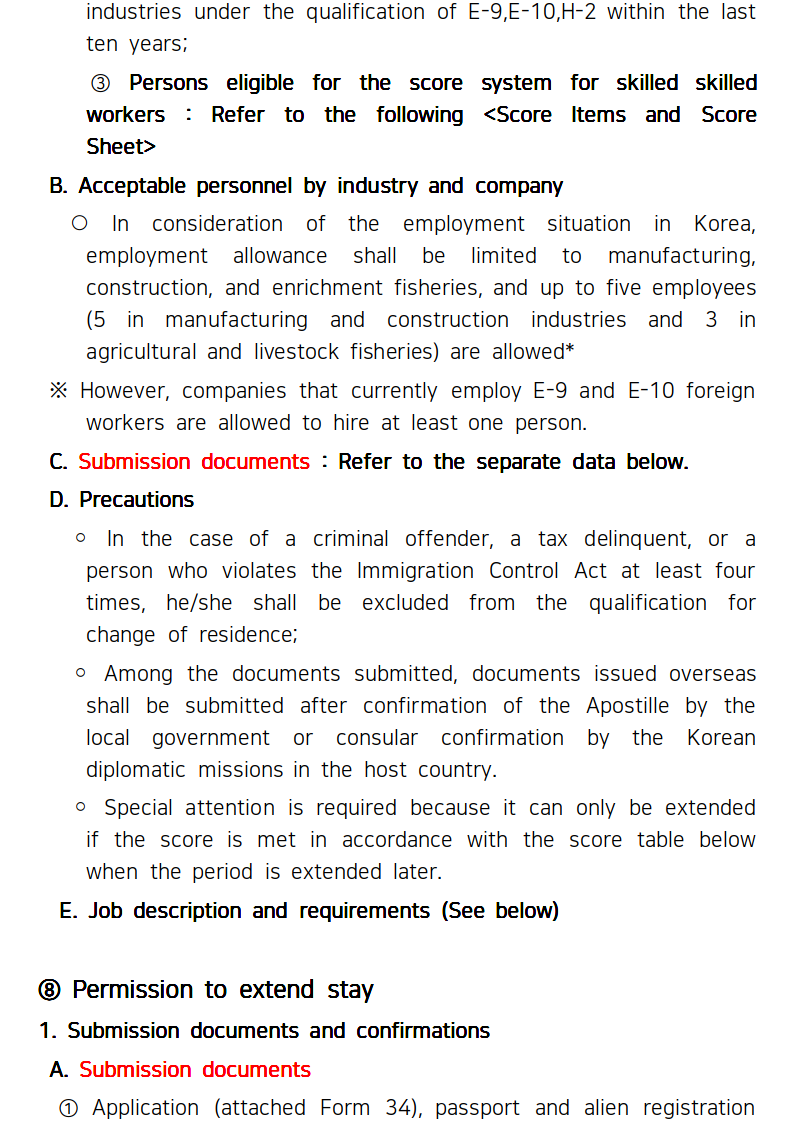 industries under the qualification of E-9,E-10,H-2 within the last
ten years;
③ Persons eligible for the score system for skilled skilled
workers : Refer to the following <Score Items and Score
Sheet>
B. Acceptable personnel by industry and company
○ In consideration of the employment situation in Korea,
employment allowance shall be limited to manufacturing,
construction, and enrichment fisheries, and up to five employees
(5 in manufacturing and construction industries and 3 in
agricultural and livestock fisheries) are allowed*
※ However, companies that currently employ E-9 and E-10 foreign
workers are allowed to hire at least one person.
C. Submission documents : Refer to the separate data below.
D. Precautions
○ In the case of a criminal offender, a tax delinquent, or a
person who violates the Immigration Control Act at least four
times, he/she shall be excluded from the qualification for
change of residence;
○ Among the documents submitted, documents issued overseas
shall be submitted after confirmation of the Apostille by the
local government or consular confirmation by the Korean
diplomatic missions in the host country.
○ Special attention is required because it can only be extended
if the score is met in accordance with the score table below
when the period is extended later.
E. Job description and requirements (See below)
⑧ Permission to extend stay
1. Submission documents and confirmations
A. Submission documents
① Application (attached Form 34), passport and alien registration